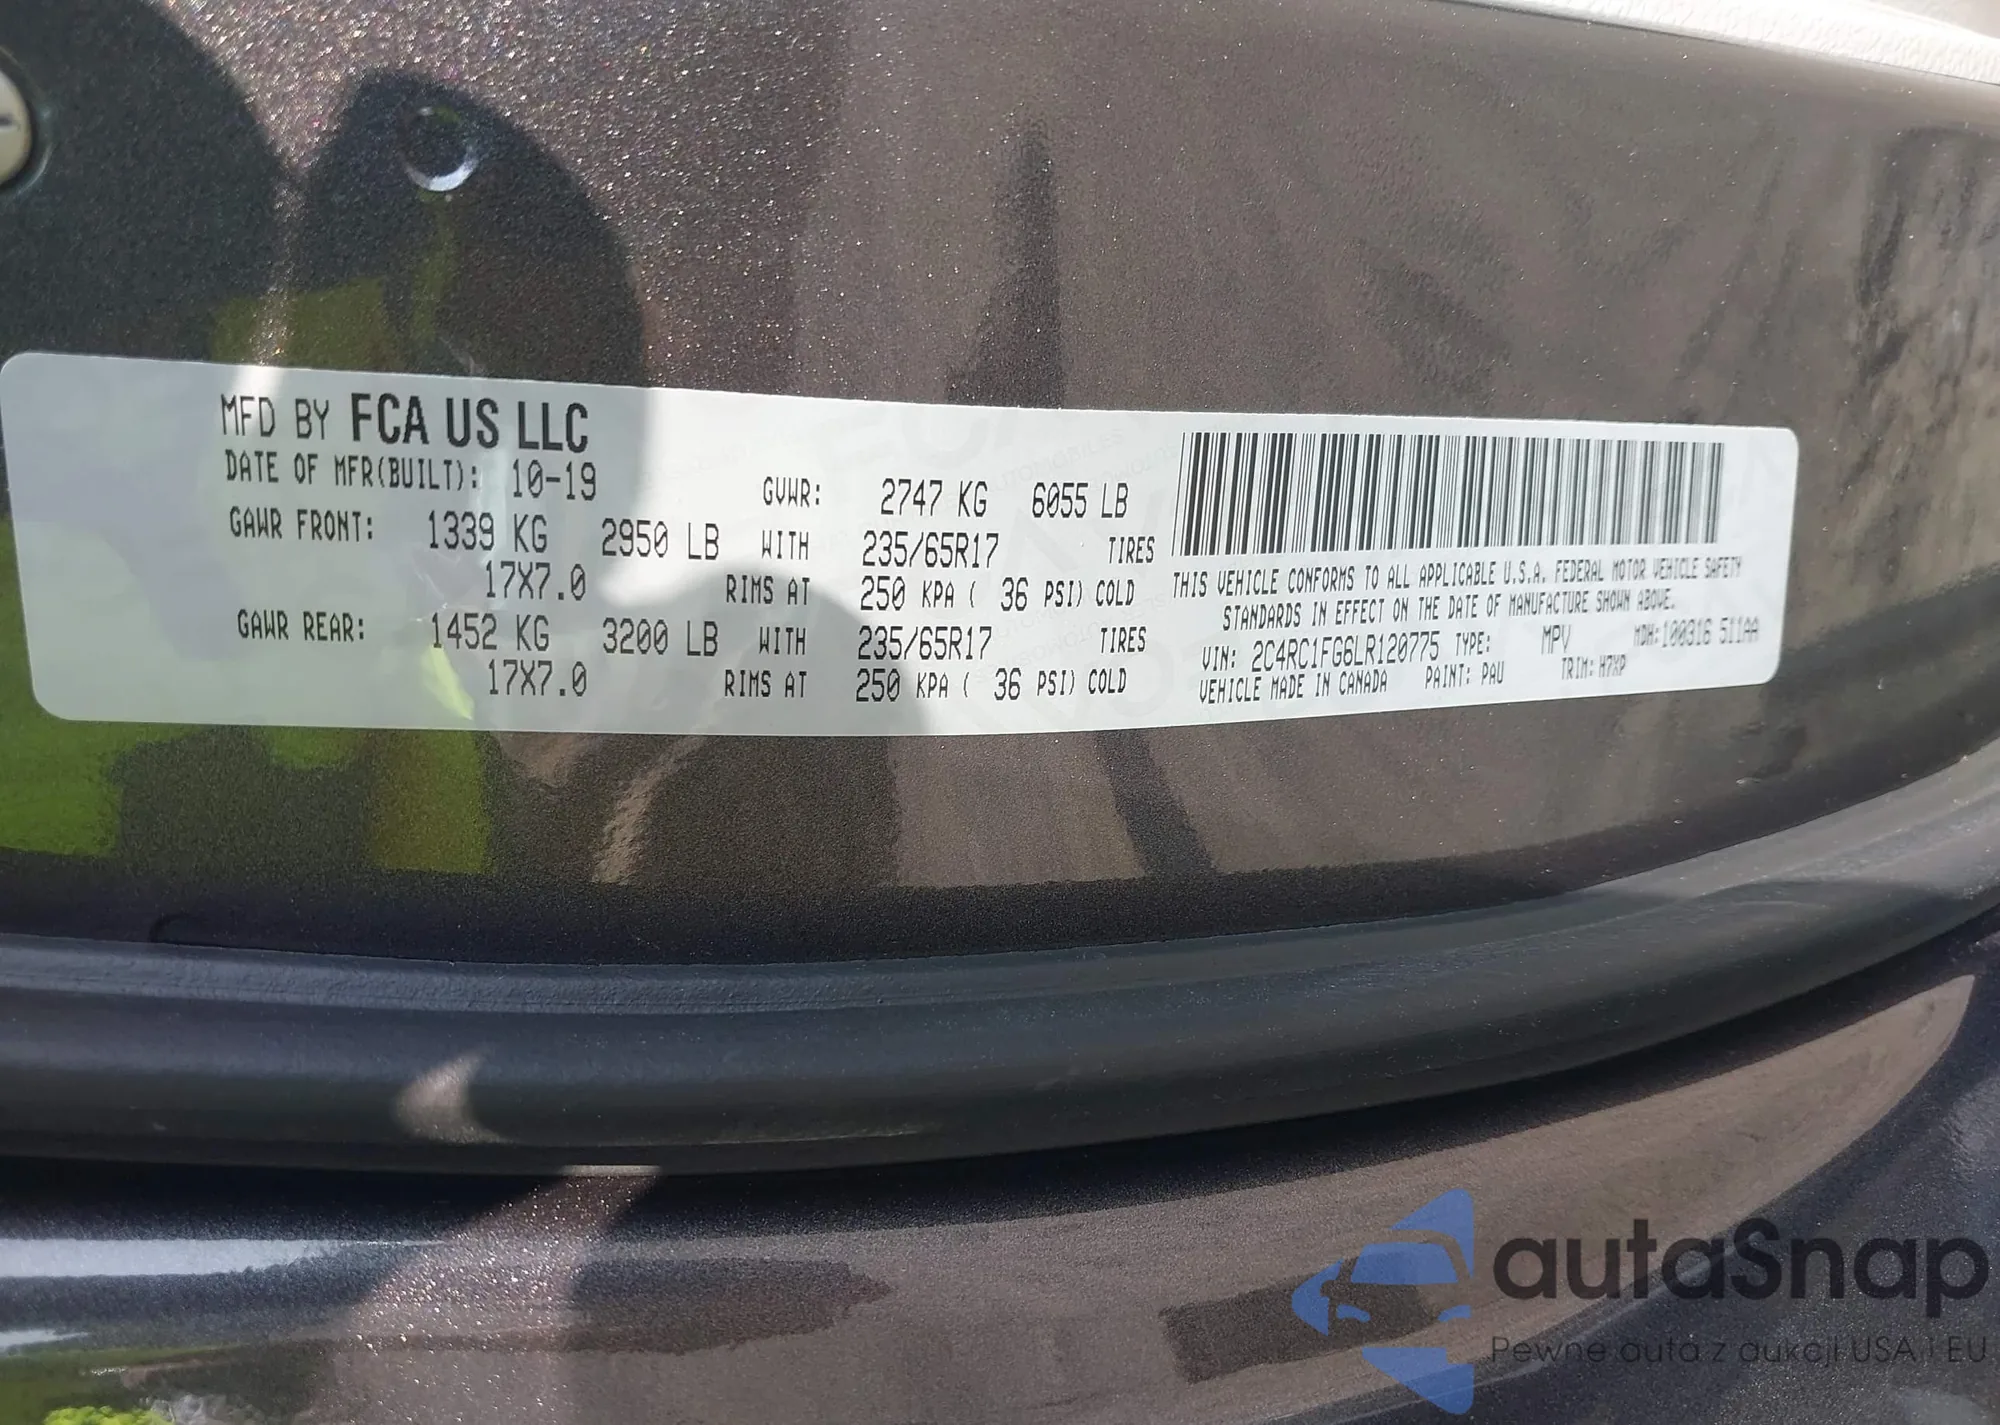 MFD BY FCA US LLC
DATE OF MFR(BUILT): 10-19
GVWR: 2747 KG 6055 LB
GAWR FRONT: 1339 KG 2950 LB WITH 235/65R17 TIRES
17X7.0 RIMS AT 250 KPA ( 36 PSI) COLD
GAWR REAR: 1452 KG 3200 LB WITH 235/65R17 TIRES
17X7.0 RIMS AT 250 KPA ( 36 PSI) COLD
THIS VEHICLE CONFORMS TO ALL APPLICABLE U.S.A. FEDERAL MOTOR VEHICLE SAFETY
STANDARDS IN EFFECT ON THE DATE OF MANUFACTURE SHOWN ABOVE.
VIN: 2C4RC1FG6LR120775 TYPE: MPV MDH: 100316 511AA
VEHICLE MADE IN CANADA PAINT: PAU TRIM: H7XP
autaSnap
Pewne auta z aukcji USA i EU